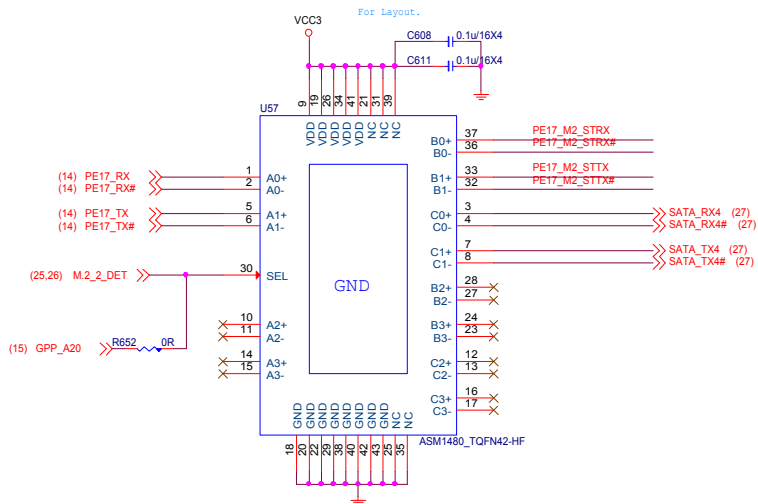 For Layout.
VCC3
C608 0.1u/16X4
C611 0.1u/16X4
U57
9 19 26 34 41 21 31 39
VDD VDD VDD VDD VDD NC NC NC
B0+ 37 PE17_M2_STRX
B0- 36 PE17_M2_STRX#
(14) PE17_RX 1 A0+
(14) PE17_RX# 2 A0-
B1+ 33 PE17_M2_STTX
B1- 32 PE17_M2_STTX#
(14) PE17_TX 5 A1+
(14) PE17_TX# 6 A1-
C0+ 3 SATA_RX4 (27)
C0- 4 SATA_RX4# (27)
C1+ 7 SATA_TX4 (27)
C1- 8 SATA_TX4# (27)
(25,26) M.2_2_DET 30 SEL
GND
B2+ 28
B2- 27
(15) GPP_A20 R652 0R
10 A2+
11 A2-
B3+ 24
B3- 23
14 A3+
15 A3-
C2+ 12
C2- 13
C3+ 16
C3- 17
GND GND GND GND GND GND GND GND NC NC
18 20 22 29 38 40 42 43 25 35
ASM1480_TQFN42-HF